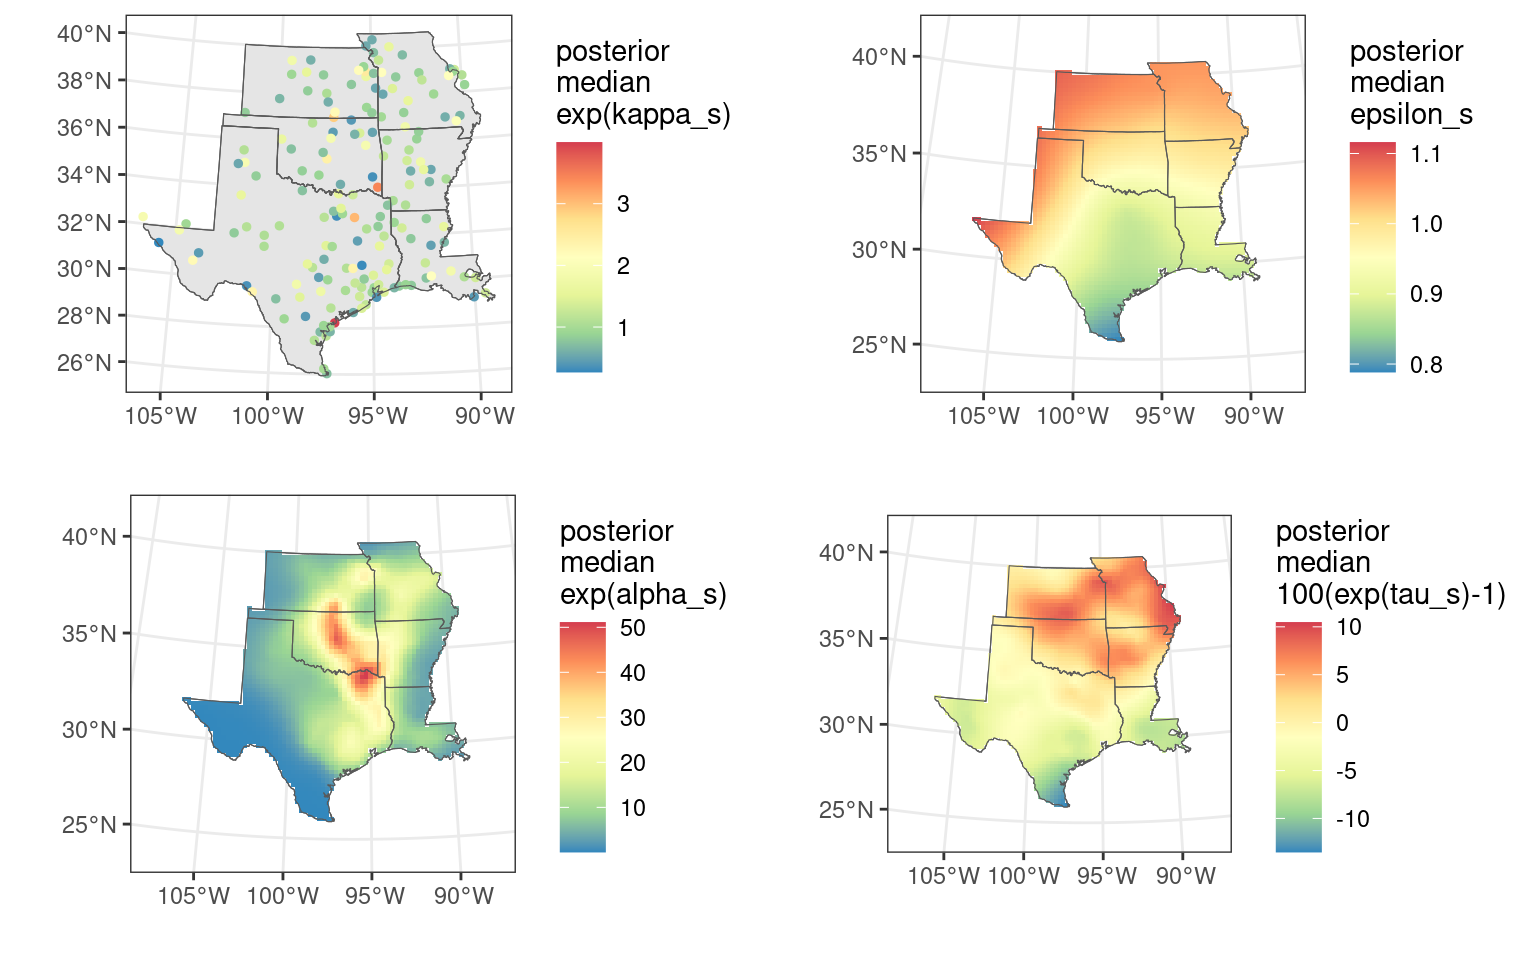 40°N
38°N
36°N
34°N
32°N
30°N
28°N
26°N
105°W 100°W 95°W 90°W
posterior
median
exp(kappa_s)
3
2
1
40°N
35°N
30°N
25°N
105°W 100°W 95°W 90°W
posterior
median
epsilon_s
1.1
1.0
0.9
0.8
40°N
35°N
30°N
25°N
105°W 100°W 95°W 90°W
posterior
median
exp(alpha_s)
50
40
30
20
10
40°N
35°N
30°N
25°N
105°W 100°W 95°W 90°W
posterior
median
100(exp(tau_s)-1)
10
5
0
-5
-10